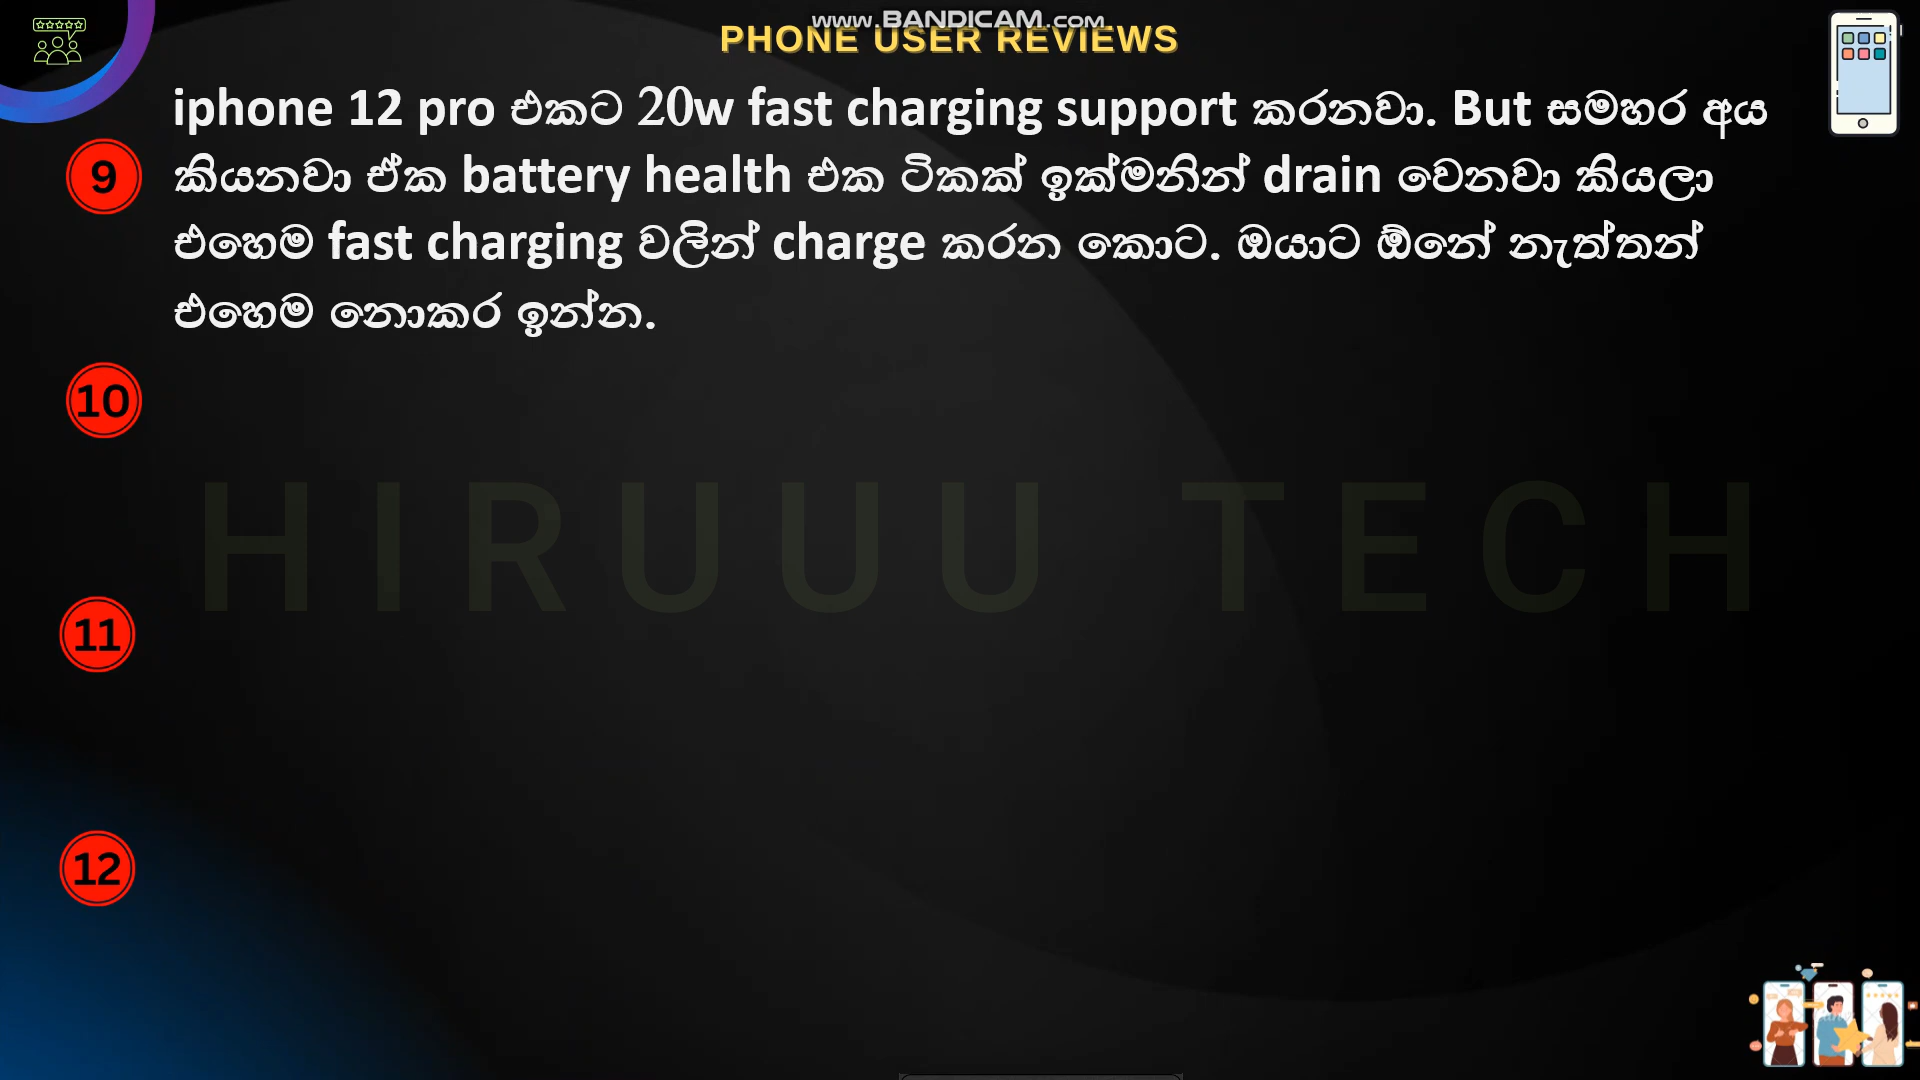 www.BANDICAM.com
PHONE USER REVIEWS
iphone 12 pro එකට 20w fast charging support කරනවා. But සමහර අය
9
කියනවා ඒක battery health එක ටිකක් ඉක්මනින් drain වෙනවා කියලා
එහෙම fast charging වලින් charge කරන කොට. ඔයාට ඕනේ නැත්තන්
එහෙම නොකර ඉන්න.
10
HIRUUU TECH
11
12